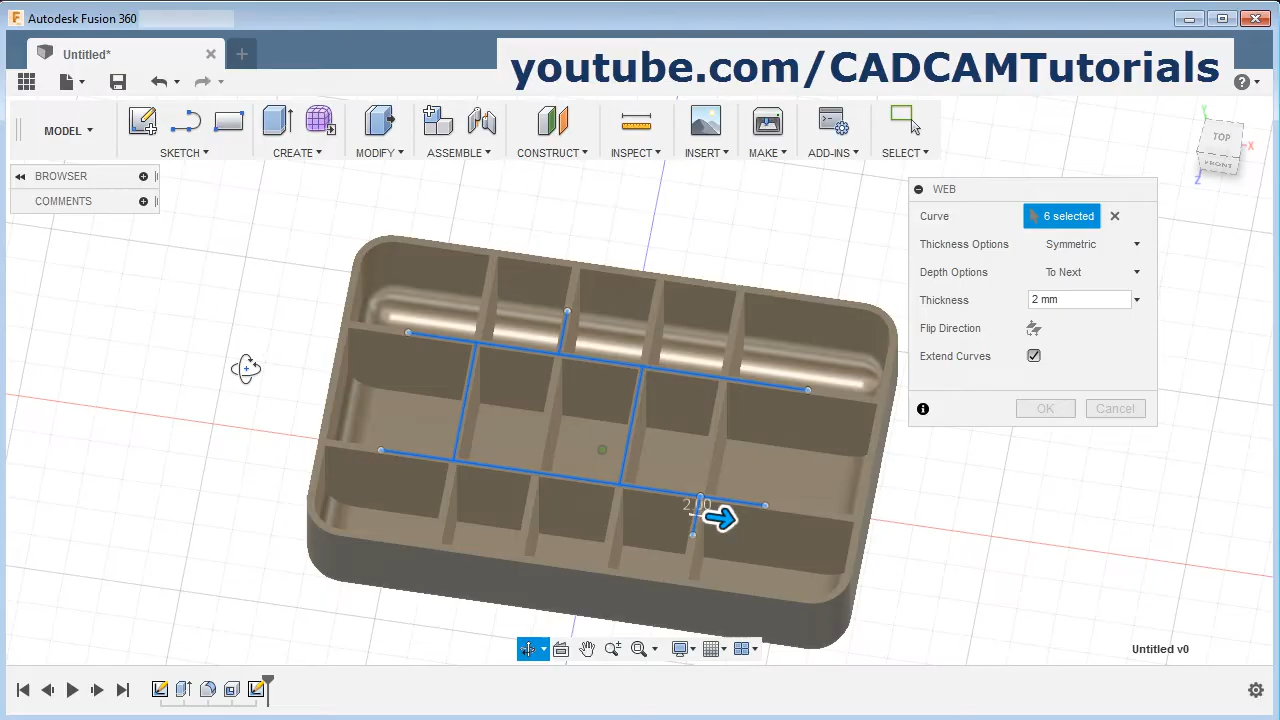 Autodesk Fusion 360
Untitled*
youtube.com/CADCAMTutorials
MODEL
SKETCH
CREATE
MODIFY
ASSEMBLE
CONSTRUCT
INSPECT
INSERT
MAKE
ADD-INS
SELECT
TOP
FRONT
X
Y
Z
BROWSER
COMMENTS
WEB
Curve 6 selected
Thickness Options Symmetric
Depth Options To Next
Thickness 2 mm
Flip Direction
Extend Curves
OK Cancel
Untitled v0